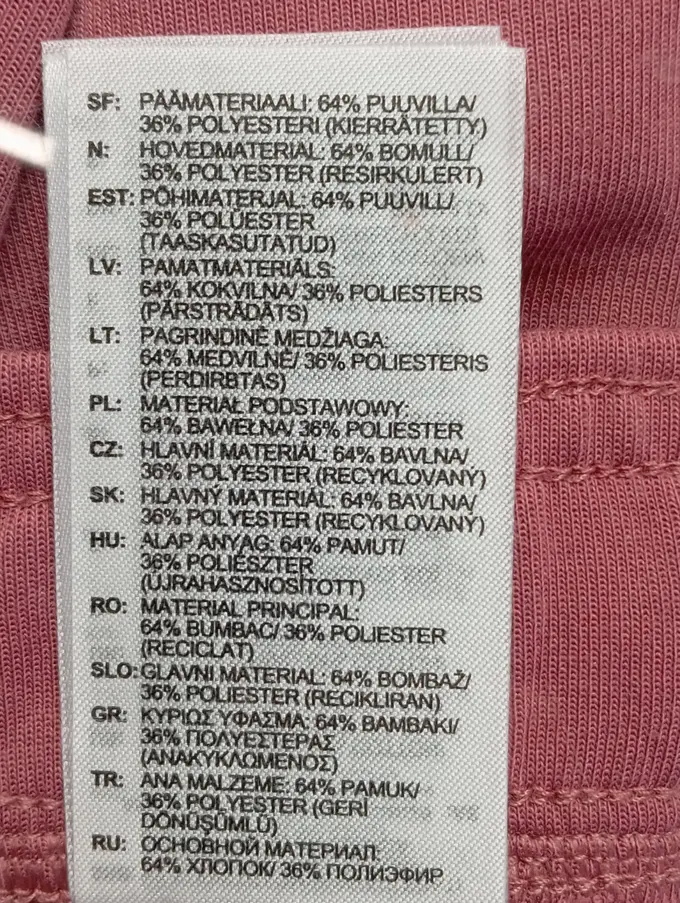 SF: PÄÄMATERIAALI: 64% PUUVILLA/
36% POLYESTERI (KIERRÄTETTY)
N: HOVEDMATERIAL: 64% BOMULL/
36% POLYESTER (RESIRKULERT)
EST: PÕHIMATERJAL: 64% PUUVILL/
36% POLÜESTER
(TAASKASUTATUD)
LV: PAMATMATERIĀLS:
64% KOKVILNA/ 36% POLIESTERS
(PĀRSTRĀDĀTS)
LT: PAGRINDINĖ MEDŽIAGA:
64% MEDVILNĖ/ 36% POLIESTERIS
(PERDIRBTAS)
PL: MATERIAŁ PODSTAWOWY:
64% BAWEŁNA/ 36% POLIESTER
CZ: HLAVNÍ MATERIÁL: 64% BAVLNA/
36% POLYESTER (RECYKLOVANÝ)
SK: HLAVNÝ MATERIÁL: 64% BAVLNA/
36% POLYESTER (RECYKLOVANÝ)
HU: ALAP ANYAG: 64% PAMUT/
36% POLIÉSZTER
(ÚJRAHASZNOSÍTOTT)
RO: MATERIAL PRINCIPAL:
64% BUMBAC/ 36% POLIESTER
(RECICLAT)
SLO: GLAVNI MATERIAL: 64% BOMBAŽ/
36% POLIESTER (RECIKLIRAN)
GR: ΚΥΡΙΩΣ ΥΦΑΣΜΑ: 64% ΒΑΜΒΑΚΙ/
36% ΠΟΛΥΕΣΤΕΡΑΣ
(ΑΝΑΚΥΚΛΩΜΕΝΟΣ)
TR: ANA MALZEME: 64% PAMUK/
36% POLYESTER (GERİ
DÖNÜŞÜMLÜ)
RU: ОСНОВНОЙ МАТЕРИАЛ:
64% ХЛОПОК/ 36% ПОЛИЭФИР